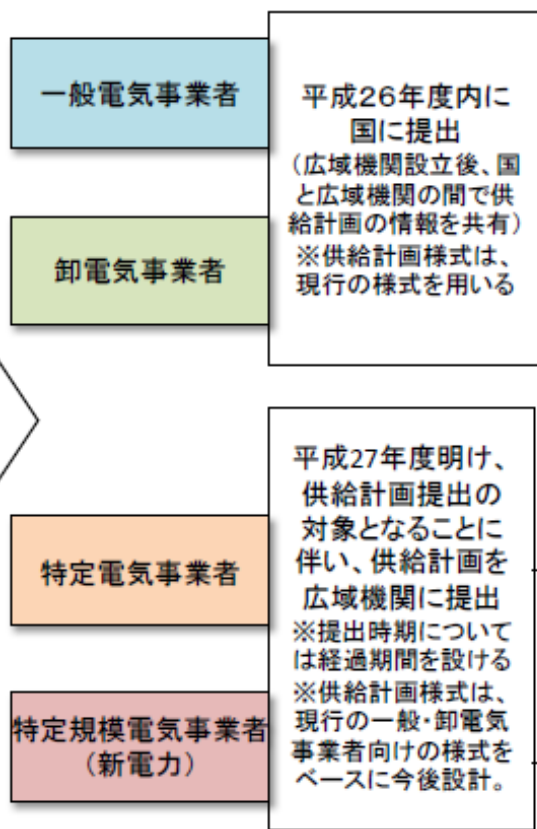 一般電気事業者
平成26年度内に
国に提出
（広域機関設立後、国
と広域機関の間で供
給計画の情報を共有）
※供給計画様式は、
現行の様式を用いる
卸電気事業者
特定電気事業者
平成27年度明け、
供給計画提出の
対象となることに
伴い、供給計画を
広域機関に提出
※提出時期について
は経過期間を設ける
※供給計画様式は、
現行の一般・卸電気
事業者向けの様式を
ベースに今後設計。
特定規模電気事業者
（新電力）